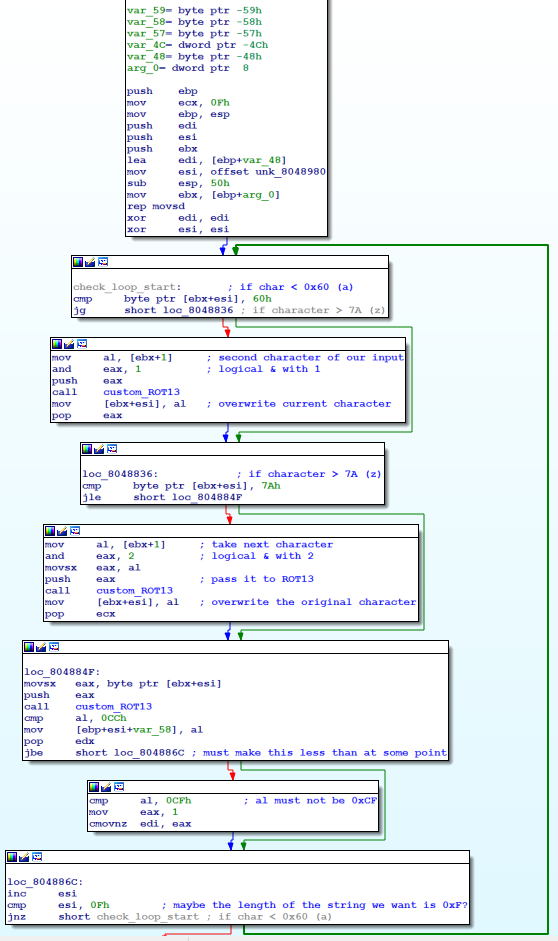 var_59= byte ptr -59h
var_58= byte ptr -58h
var_57= byte ptr -57h
var_4C= dword ptr -4Ch
var_48= byte ptr -48h
arg_0= dword ptr 8
push ebp
mov ecx, 0Fh
mov ebp, esp
push edi
push esi
push ebx
lea edi, [ebp+var_48]
mov esi, offset unk_8048980
sub esp, 50h
mov ebx, [ebp+arg_0]
rep movsd
xor edi, edi
xor esi, esi
check_loop_start: ; if char < 0x60 (a)
cmp byte ptr [ebx+esi], 60h
jg short loc_8048836 ; if character > 7A (z)
mov al, [ebx+1] ; second character of our input
and eax, 1 ; logical & with 1
push eax
call custom_ROT13
mov [ebx+esi], al ; overwrite current character
pop eax
loc_8048836: ; if character > 7A (z)
cmp byte ptr [ebx+esi], 7Ah
jle short loc_804884F
mov al, [ebx+1] ; take next character
and eax, 2 ; logical & with 2
movsx eax, al
push eax ; pass it to ROT13
call custom_ROT13
mov [ebx+esi], al ; overwrite the original character
pop ecx
loc_804884F:
movsx eax, byte ptr [ebx+esi]
push eax
call custom_ROT13
cmp al, 0CCh
mov [ebp+esi+var_58], al
pop edx
jbe short loc_804886C ; must make this less than at some point
cmp al, 0CFh ; al must not be 0xCF
mov eax, 1
cmovnz edi, eax
loc_804886C:
inc esi
cmp esi, 0Fh ; maybe the length of the string we want is 0xF?
jnz short check_loop_start ; if char < 0x60 (a)